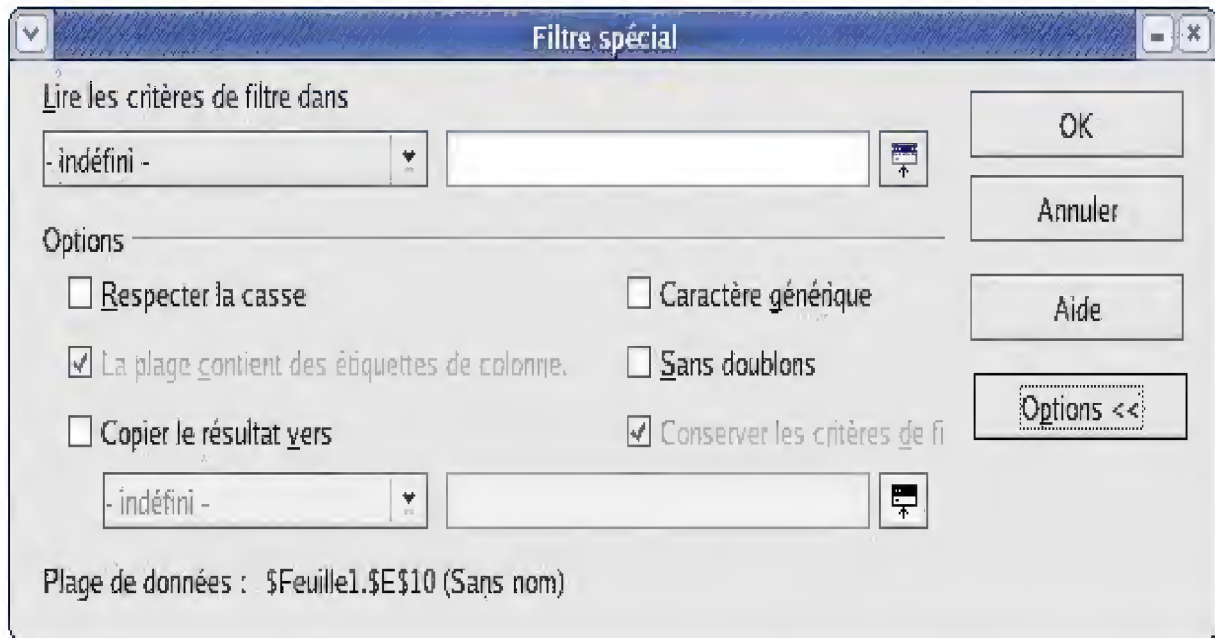 Filtre spécial
Lire les critères de filtre dans
- indéfini -
OK
Annuler
Options
Respecter la casse
Caractère générique
Aide
La plage contient des étiquettes de colonne.
Sans doublons
Options <<
Copier le résultat vers
Conserver les critères de fi
- indéfini -
Plage de données : $Feuille1.$E$10 (Sans nom)